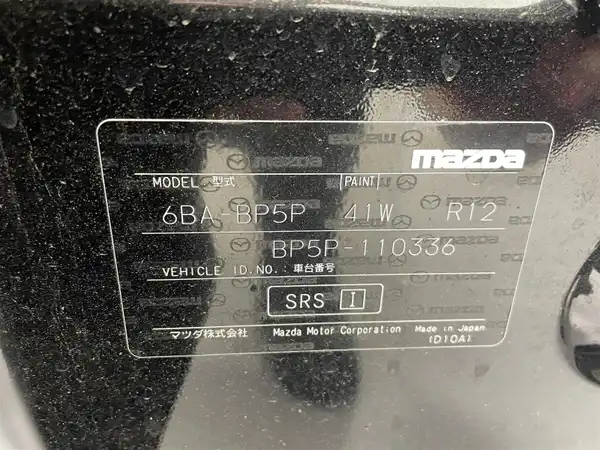 mazda
MODEL 型式 PAINT
6BA-BP5P 41W R12
BP5P-110336
VEHICLE I D.NO.: 車台番号
SRS I
マツダ株式会社 Mazda Motor Corporation Made in Japan
(D10A)